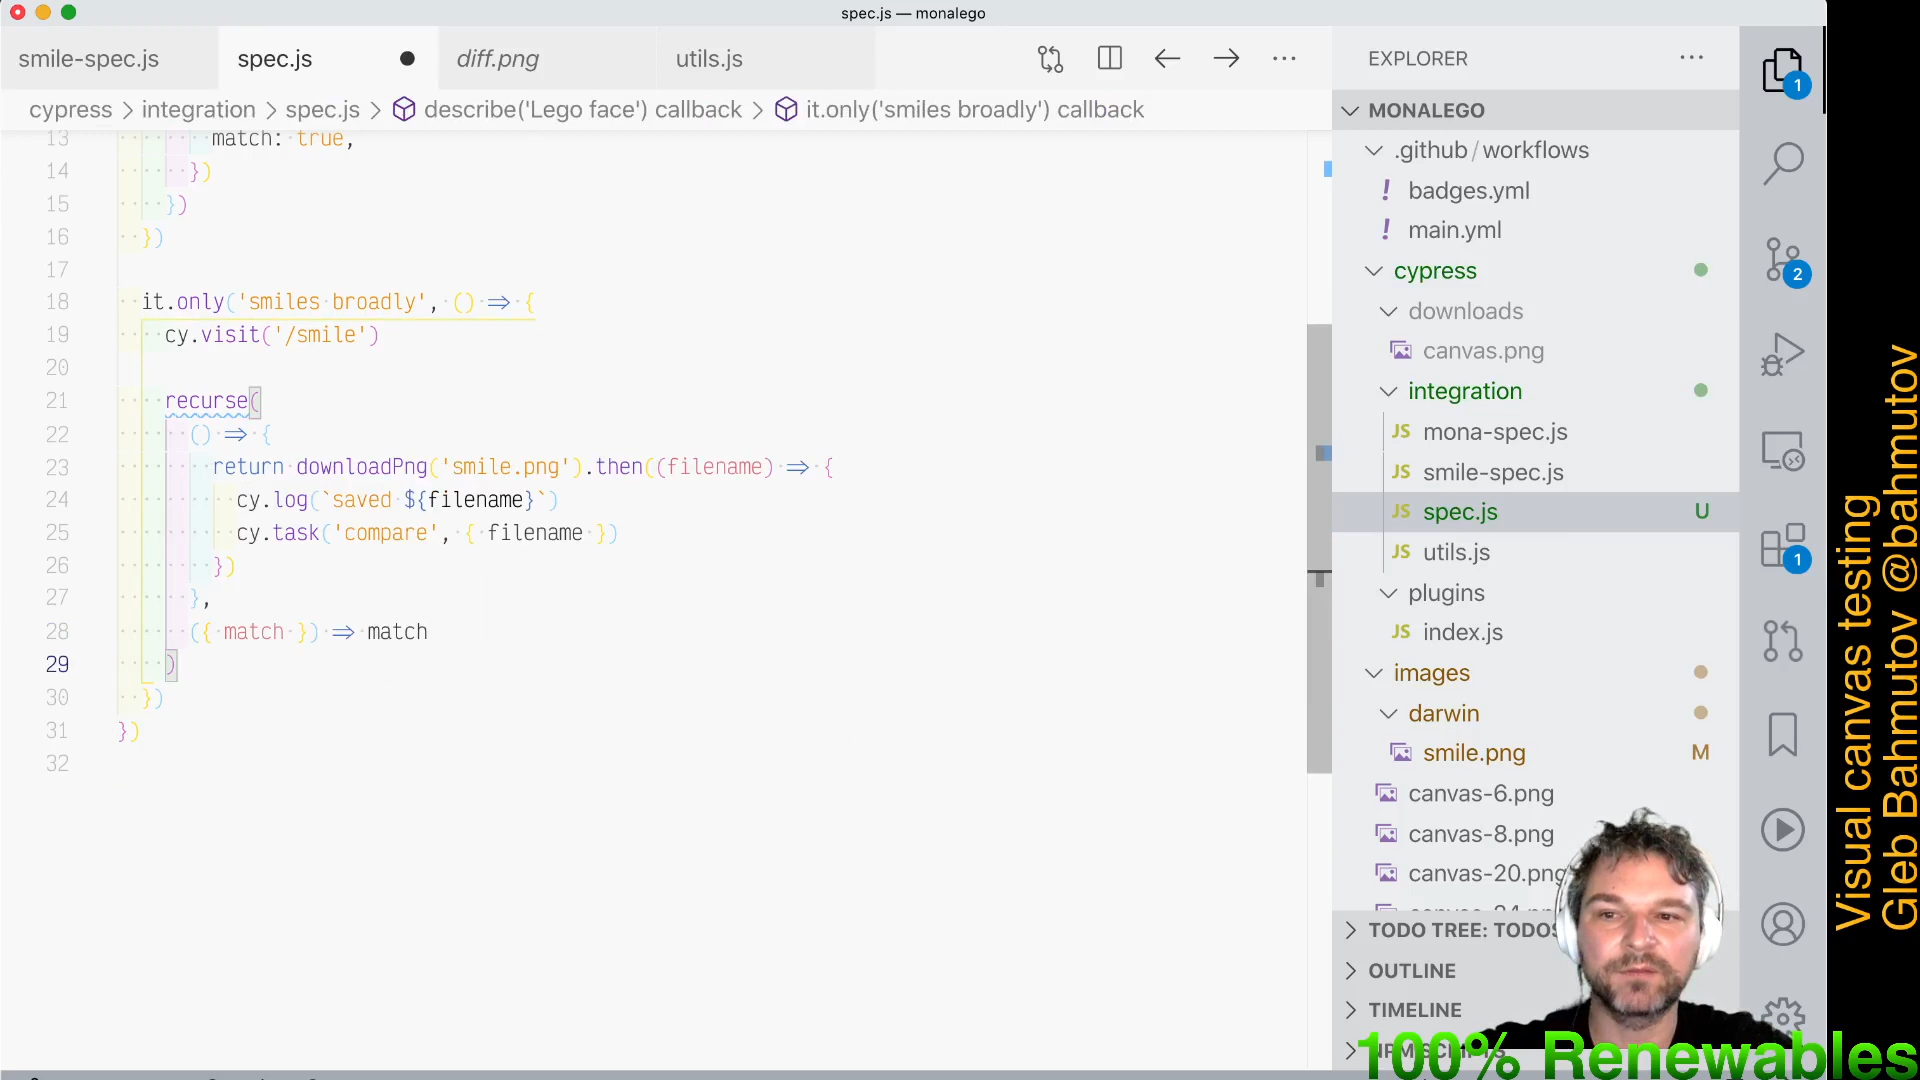 spec.js — monalego
smile-spec.js
spec.js
diff.png
utils.js
cypress > integration > spec.js > describe('Lego face') callback > it.only('smiles broadly') callback
13 match: true,
14 })
15 })
16 })
17
18 it.only('smiles broadly', () => {
19 cy.visit('/smile')
20
21 recurse(
22 () => {
23 return downloadPng('smile.png').then((filename) => {
24 cy.log(`saved ${filename}`)
25 cy.task('compare', { filename })
26 })
27 },
28 ({ match }) => match
29 )
30 })
31 })
32
EXPLORER
MONALEGO
.github/workflows
! badges.yml
! main.yml
cypress
downloads
canvas.png
integration
JS mona-spec.js
JS smile-spec.js
JS spec.js U
JS utils.js
plugins
JS index.js
images
darwin
smile.png M
canvas-6.png
canvas-8.png
canvas-20.png
TODO TREE: TODOS
OUTLINE
TIMELINE
NPM SCRIPTS
1
2
1
Visual canvas testing
Gleb Bahmutov @bahmutov
100% Renewables